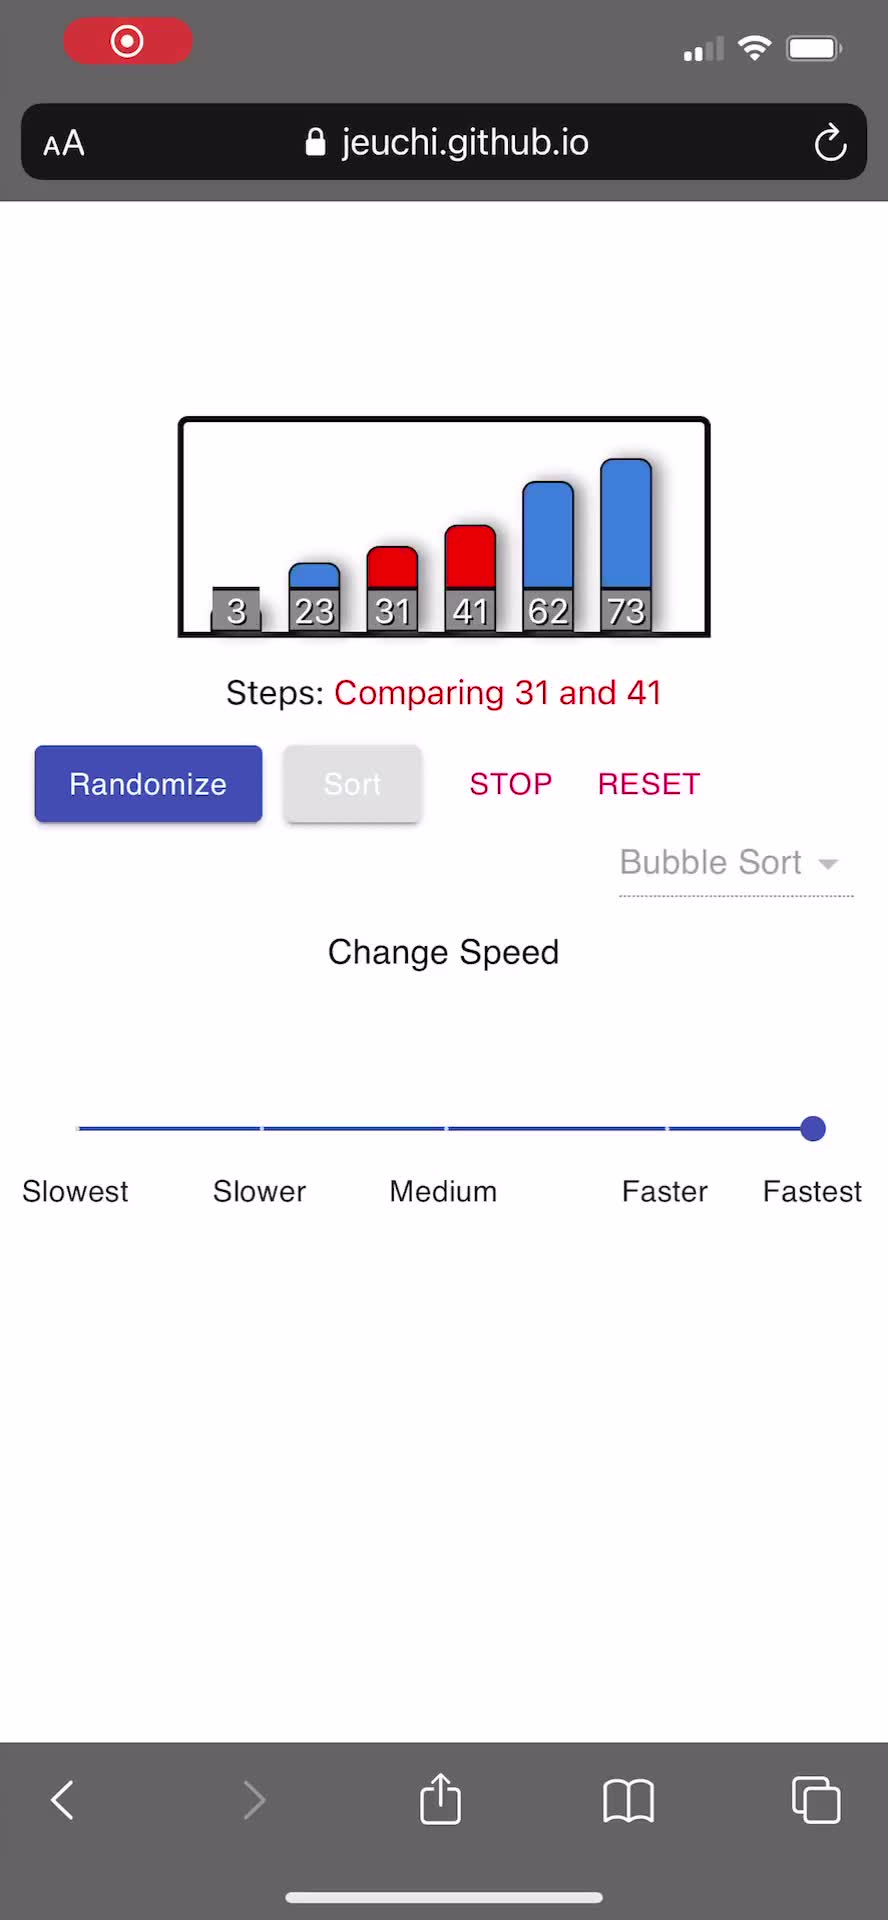 AA jeuchi.github.io
3 23 31 41 62 73
Steps: Comparing 31 and 41
Randomize Sort STOP RESET
Bubble Sort
Change Speed
Slowest Slower Medium Faster Fastest